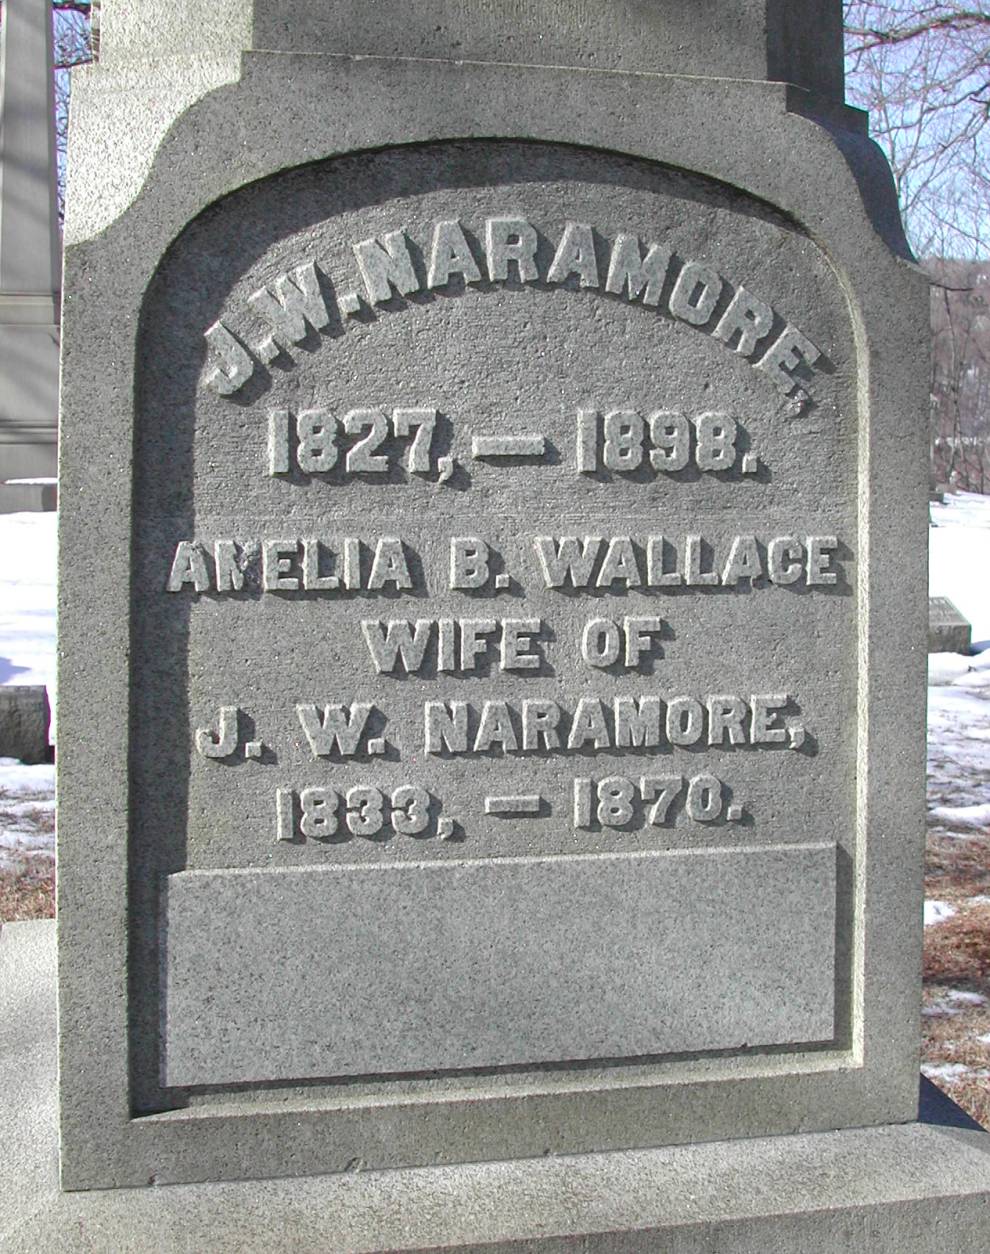 J. W. NARAMORE,
1827, — 1898.
AMELIA B. WALLACE
WIFE OF
J. W. NARAMORE,
1833, — 1870.